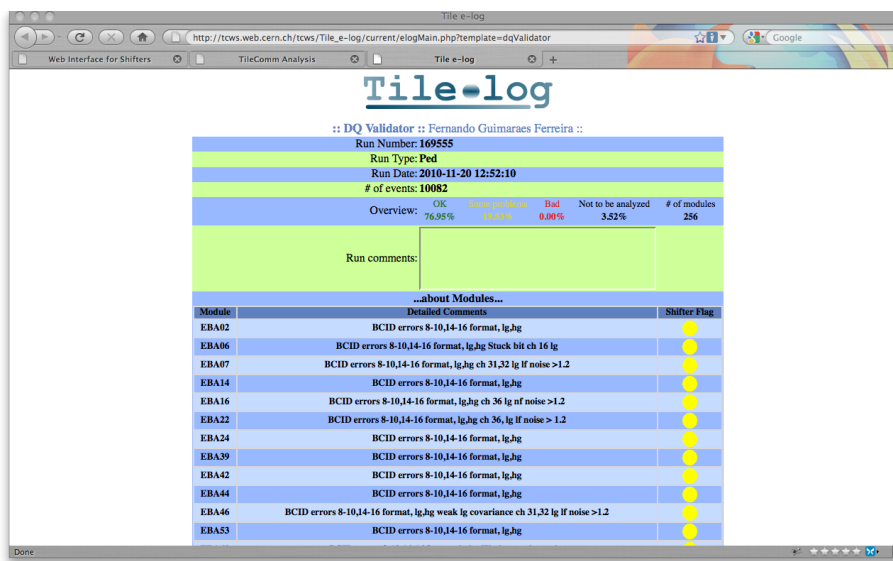 Tile e-log
http://tcws.web.cern.ch/tcws/Tile_e-log/current/elogMain.php?template=dqValidator
Google
Web Interface for Shifters
TileComm Analysis
Tile e-log
Tile-log
:: DQ Validator :: Fernando Guimaraes Ferreira ::
Run Number: 169555
Run Type: Ped
Run Date: 2010-11-20 12:52:10
# of events: 10082
Overview: OK Some problems Bad Not to be analyzed # of modules
76.95% 0.00% 3.52% 256
Run comments:
...about Modules...
Module Detailed Comments Shifter Flag
EBA02 BCID errors 8-10,14-16 format, lg,hg
EBA06 BCID errors 8-10,14-16 format, lg,hg Stuck bit ch 16 lg
EBA07 BCID errors 8-10,14-16 format, lg,hg ch 31,32 lg lf noise >1.2
EBA14 BCID errors 8-10,14-16 format, lg,hg
EBA16 BCID errors 8-10,14-16 format, lg,hg ch 36 lg nf noise >1.2
EBA22 BCID errors 8-10,14-16 format, lg,hg ch 36, lg lf noise > 1.2
EBA24 BCID errors 8-10,14-16 format, lg,hg
EBA39 BCID errors 8-10,14-16 format, lg,hg
EBA42 BCID errors 8-10,14-16 format, lg,hg
EBA44 BCID errors 8-10,14-16 format, lg,hg
EBA46 BCID errors 8-10,14-16 format, lg,hg weak lg covariance ch 31,32 lg lf noise >1.2
EBA53 BCID errors 8-10,14-16 format, lg,hg
Done